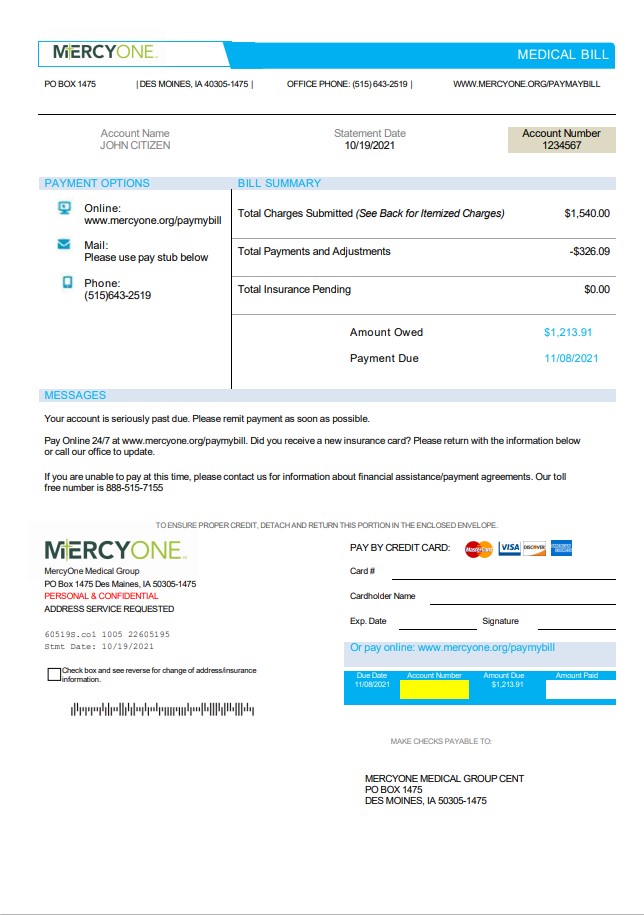 MERCYONE
MEDICAL BILL
PO BOX 1475 | DES MOINES, IA 40305-1475 | OFFICE PHONE: (515) 643-2519 | WWW.MERCYONE.ORG/PAYMAYBILL
Account Name
JOHN CITIZEN
Statement Date
10/19/2021
Account Number
1234567
PAYMENT OPTIONS
Online:
www.mercyone.org/paymybill
Mail:
Please use pay stub below
Phone:
(515)643-2519
BILL SUMMARY
Total Charges Submitted (See Back for Itemized Charges) $1,540.00
Total Payments and Adjustments -$326.09
Total Insurance Pending $0.00
Amount Owed $1,213.91
Payment Due 11/08/2021
MESSAGES
Your account is seriously past due. Please remit payment as soon as possible.
Pay Online 24/7 at www.mercyone.org/paymybill. Did you receive a new insurance card? Please return with the information below
or call our office to update.
If you are unable to pay at this time, please contact us for information about financial assistance/payment agreements. Our toll
free number is 888-515-7155
TO ENSURE PROPER CREDIT, DETACH AND RETURN THIS PORTION IN THE ENCLOSED ENVELOPE.
MERCYONE
MercyOne Medical Group
PO Box 1475 Des Maines, IA 50305-1475
PERSONAL & CONFIDENTIAL
ADDRESS SERVICE REQUESTED
60519S.co1 1005 22605195
Stmt Date: 10/19/2021
Check box and see reverse for change of address/insurance
information.
PAY BY CREDIT CARD: MasterCard VISA DISCOVER AMERICAN EXPRESS
Card #
Cardholder Name
Exp. Date Signature
Or pay online: www.mercyone.org/paymybill
Due Date Account Number Amount Due Amount Paid
11/08/2021 $1,213.91
MAKE CHECKS PAYABLE TO:
MERCYONE MEDICAL GROUP CENT
PO BOX 1475
DES MOINES, IA 50305-1475